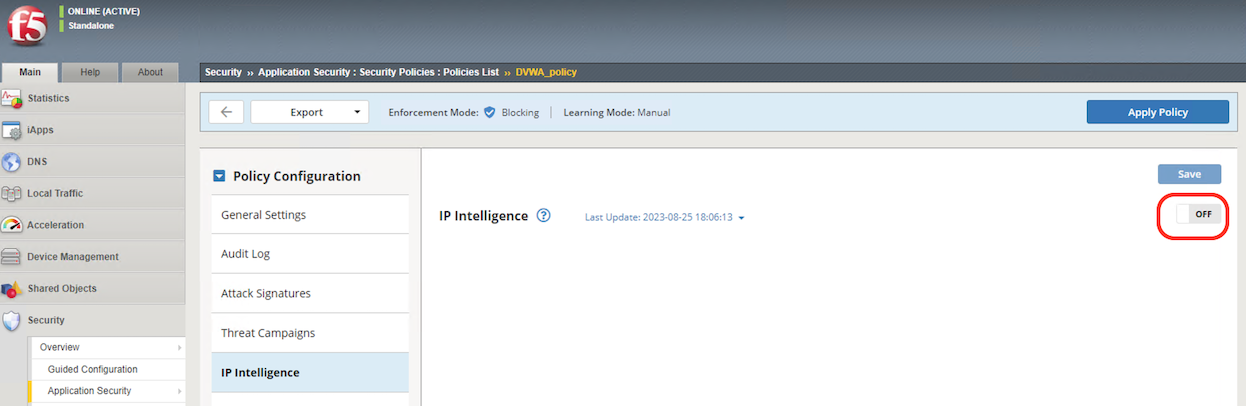 f5
ONLINE (ACTIVE)
Standalone
Main Help About
Security ›› Application Security : Security Policies : Policies List ›› DVWA_policy
Statistics
iApps
DNS
Local Traffic
Acceleration
Device Management
Shared Objects
Security
Overview
Guided Configuration
Application Security
Export Enforcement Mode: Blocking Learning Mode: Manual Apply Policy
Policy Configuration
General Settings
Audit Log
Attack Signatures
Threat Campaigns
IP Intelligence
Save
IP Intelligence ? Last Update: 2023-08-25 18:06:13 OFF